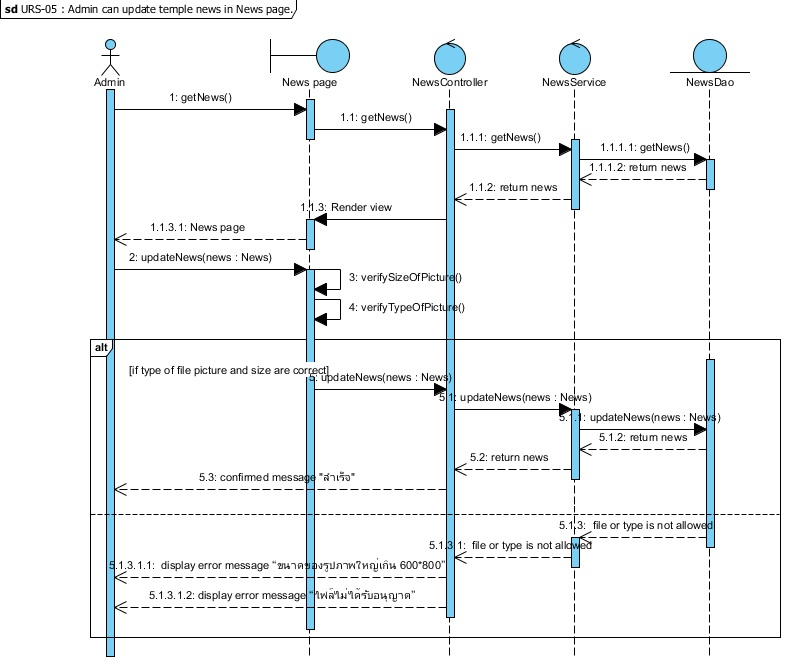 sd URS-05 : Admin can update temple news in News page.
Admin
News page
NewsController
NewsService
NewsDao
1: getNews()
1.1: getNews()
1.1.1: getNews()
1.1.1.1: getNews()
1.1.1.2: return news
1.1.2: return news
1.1.3: Render view
1.1.3.1: News page
2: updateNews(news : News)
3: verifySizeOfPicture()
4: verifyTypeOfPicture()
alt
[if type of file picture and size are correct]
5: updateNews(news : News)
5.1: updateNews(news : News)
5.1.1: updateNews(news : News)
5.1.2: return news
5.2: return news
5.3: confirmed message "สำเร็จ"
5.1.3: file or type is not allowed
5.1.3.1: file or type is not allowed
5.1.3.1.1: display error message "ขนาดของรูปภาพใหญ่เกิน 600*800"
5.1.3.1.2: display error message "ไฟล์ไม่ได้รับอนุญาต"